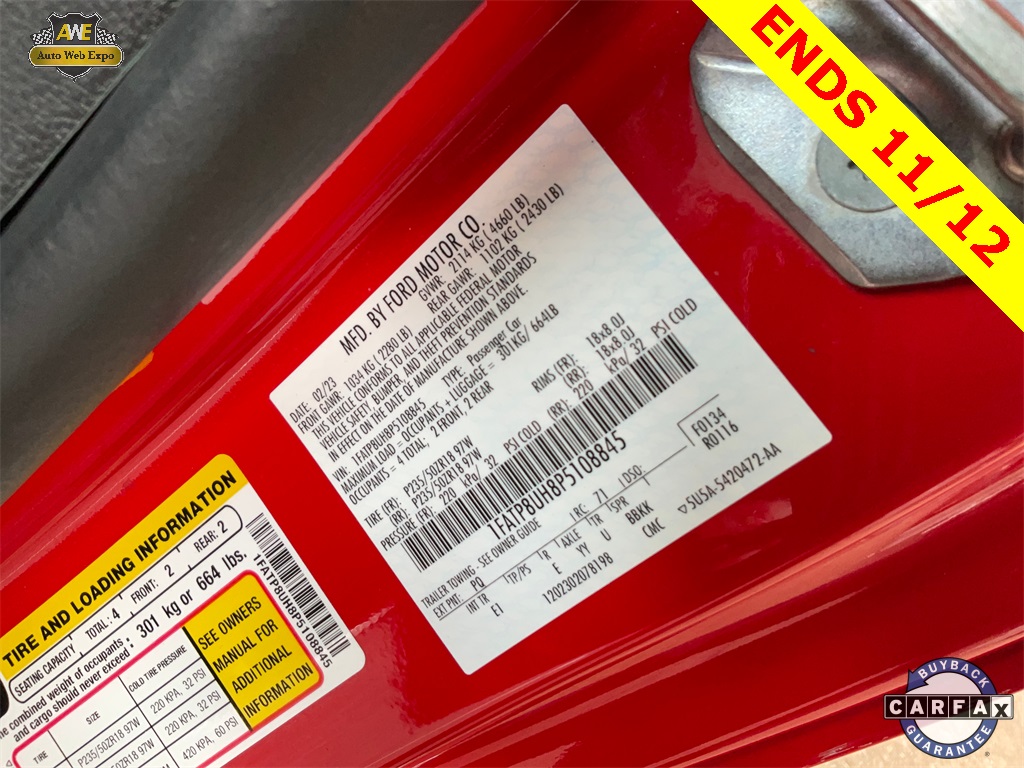 AWE
Auto Web Expo
ENDS 11/12
MFD. BY FORD MOTOR CO.
DATE: 02/23 GVWR: 2114 KG ( 4660 LB)
FRONT GAWR: 1034 KG ( 2280 LB) REAR GAWR: 1102 KG ( 2430 LB)
THIS VEHICLE CONFORMS TO ALL APPLICABLE FEDERAL MOTOR
VEHICLE SAFETY, BUMPER, AND THEFT PREVENTION STANDARDS
IN EFFECT ON THE DATE OF MANUFACTURE SHOWN ABOVE.
VIN: 1FATP8UH8P5108845 TYPE: Passenger Car
MAXIMUM LOAD = OCCUPANTS + LUGGAGE = 301KG/ 664LB
OCCUPANTS = 4 TOTAL; 2 FRONT, 2 REAR
TIRE (FR): P235/50ZR18 97W RIMS (FR): 18x8.0J
(RR): P235/50ZR18 97W (RR): 18x8.0J
PRESSURE FR: 220 kPa/ 32 PSI COLD (RR): 220 kPa/ 32 PSI COLD
1FATP8UH8P5108845
TRAILER TOWING - SEE OWNER GUIDE RC: 71 DSO: F0134
EXT PNT: PQ R0116
INT TR TP/PS R AXLE TR SPR
EI E YY U BBKK
1202302078198 CMC ▽5U5A-5420472-AA
TIRE AND LOADING INFORMATION
SEATING CAPACITY TOTAL: 4 FRONT: 2 REAR: 2
combined weight of occupants
and cargo should never exceed: 301 kg or 664 lbs.
1FATP8UH8P5108845
TIRE SIZE COLD TIRE PRESSURE
P235/50ZR18 97W 220 KPA, 32 PSI
220 KPA, 32 PSI
420 KPA, 60 PSI
SEE OWNERS
MANUAL FOR
ADDITIONAL
INFORMATION
BUYBACK
CARFAX
GUARANTEE